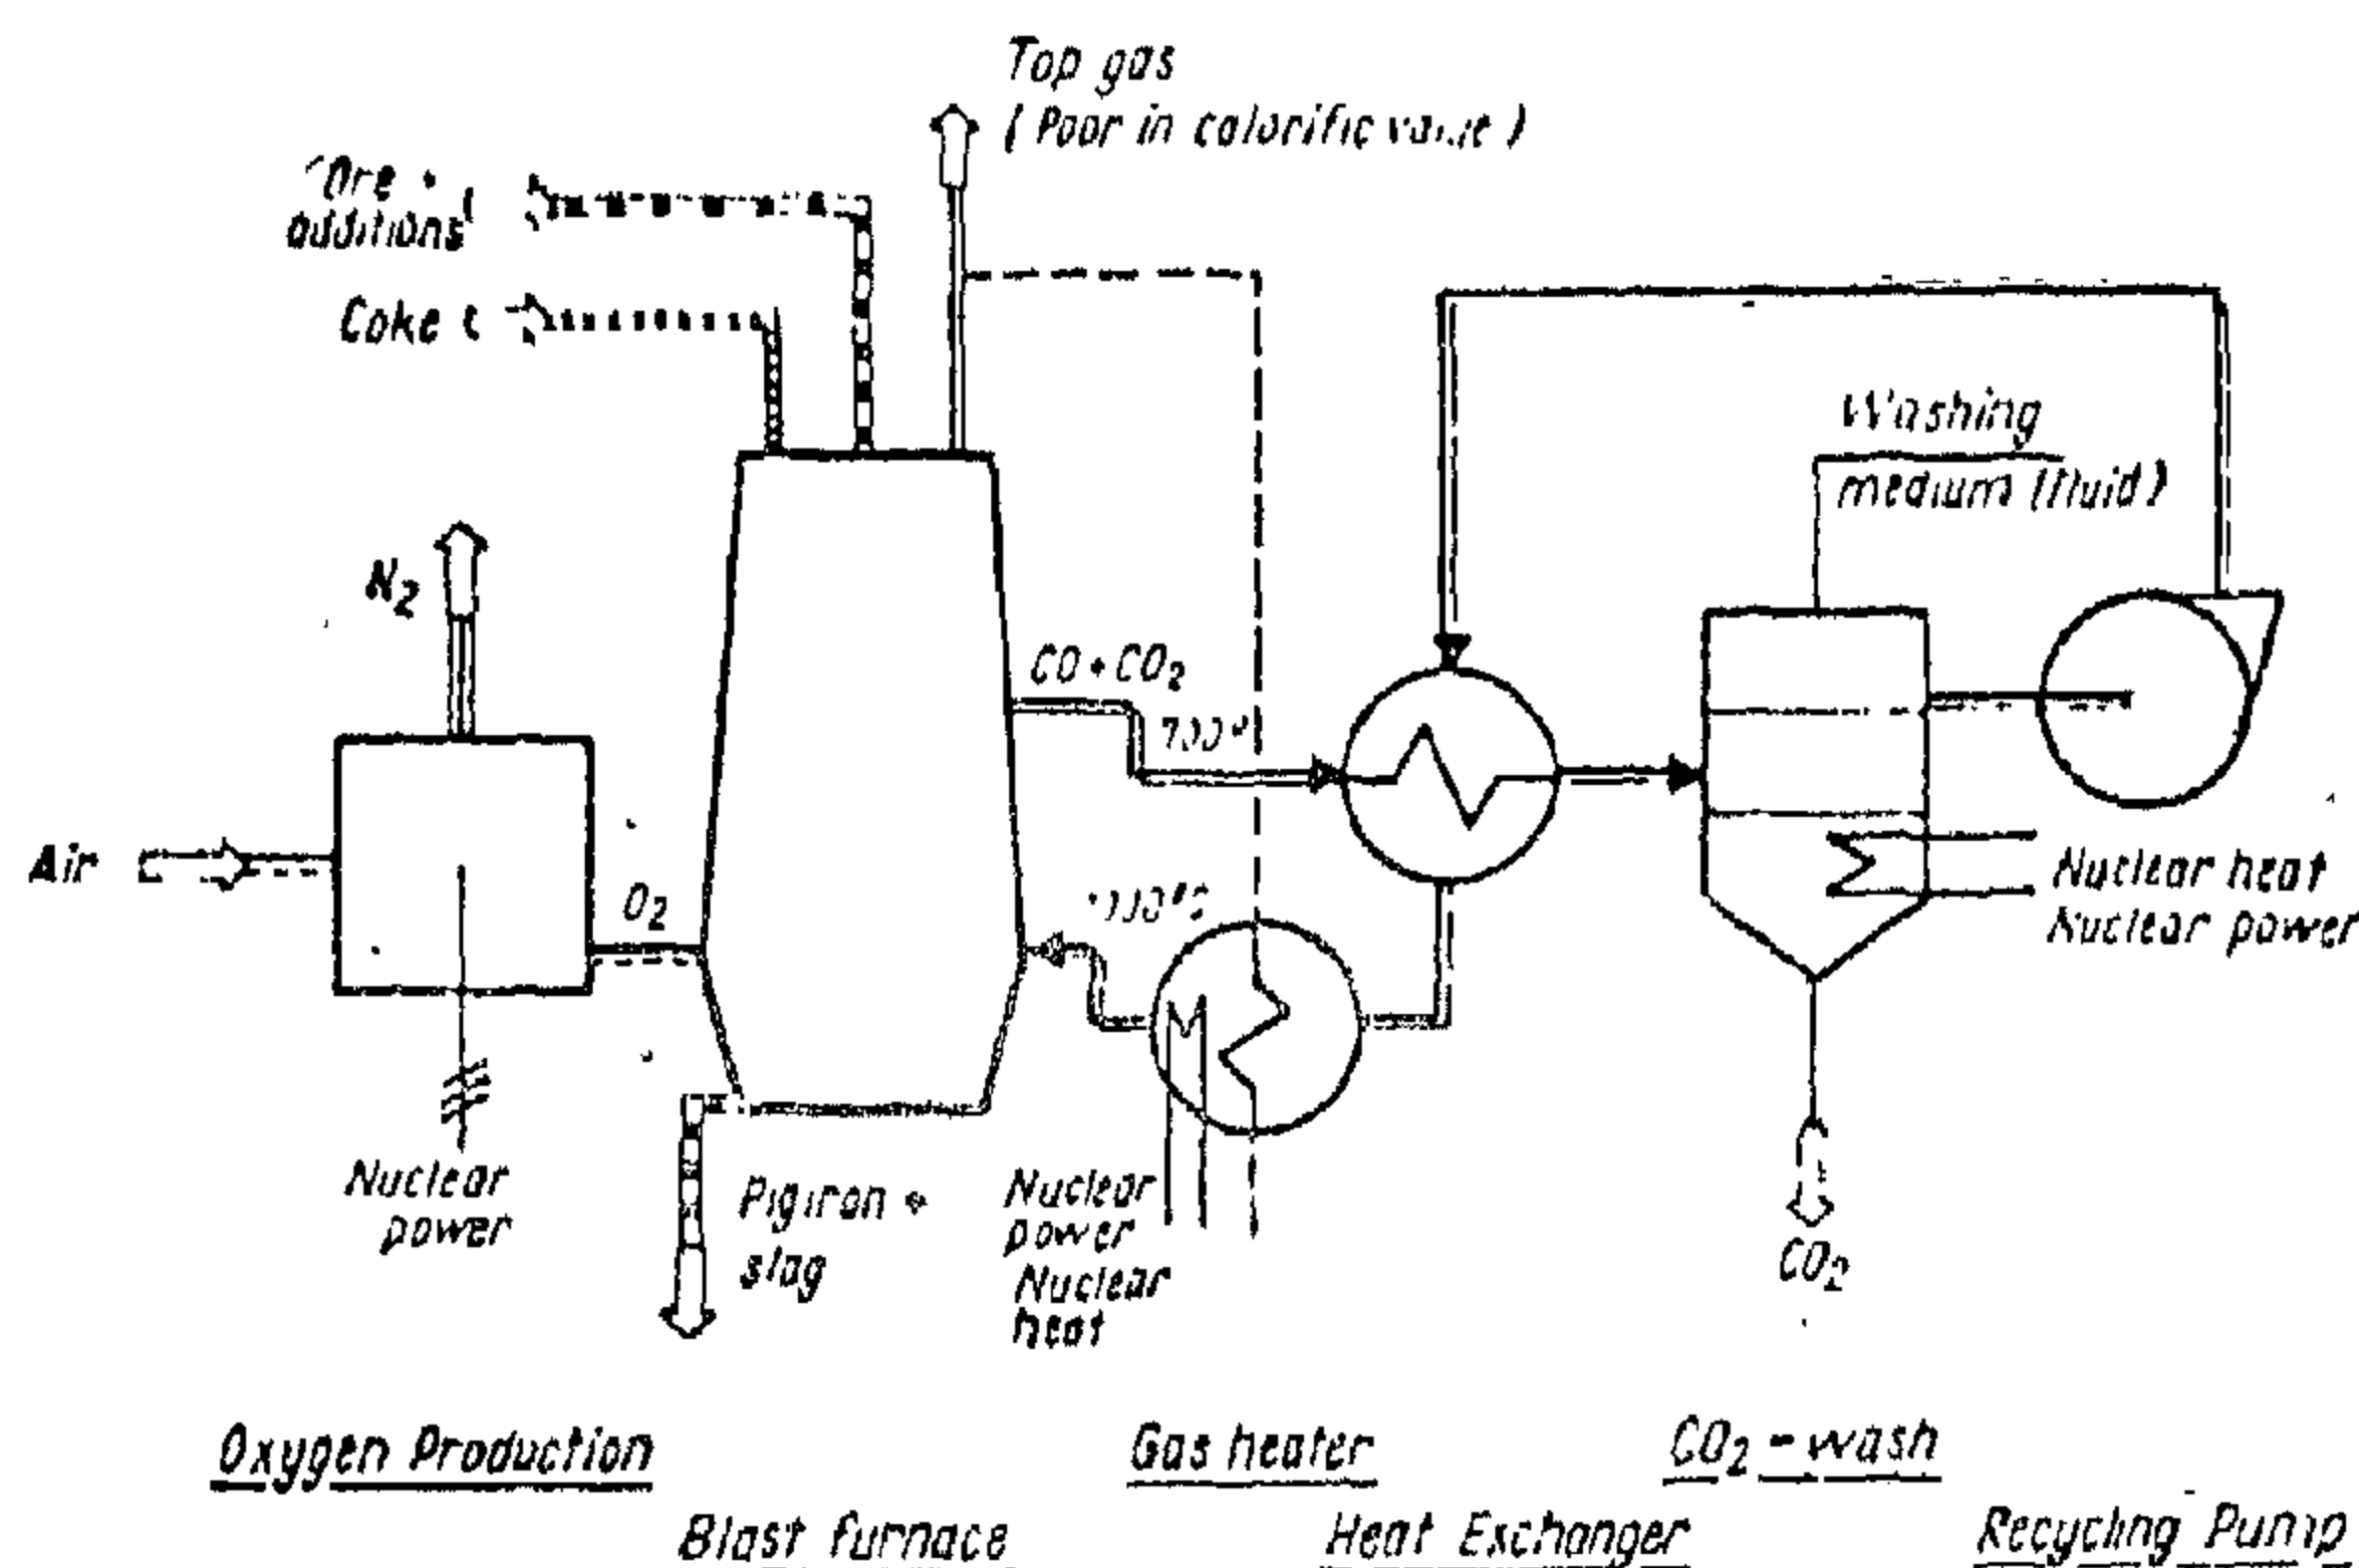 Top gas
(Poor in calorific value)
Ore +
additions
Coke
Washing
medium (fluid)
N2
CO + CO2
700°
Air
O2
Nuclear heat
Nuclear power
Nuclear
power
Pig iron +
slag
Nuclear
power
Nuclear
heat
CO2
Oxygen Production
Gas heater
CO2 - wash
Blast furnace
Heat Exchanger
Recycling Pump